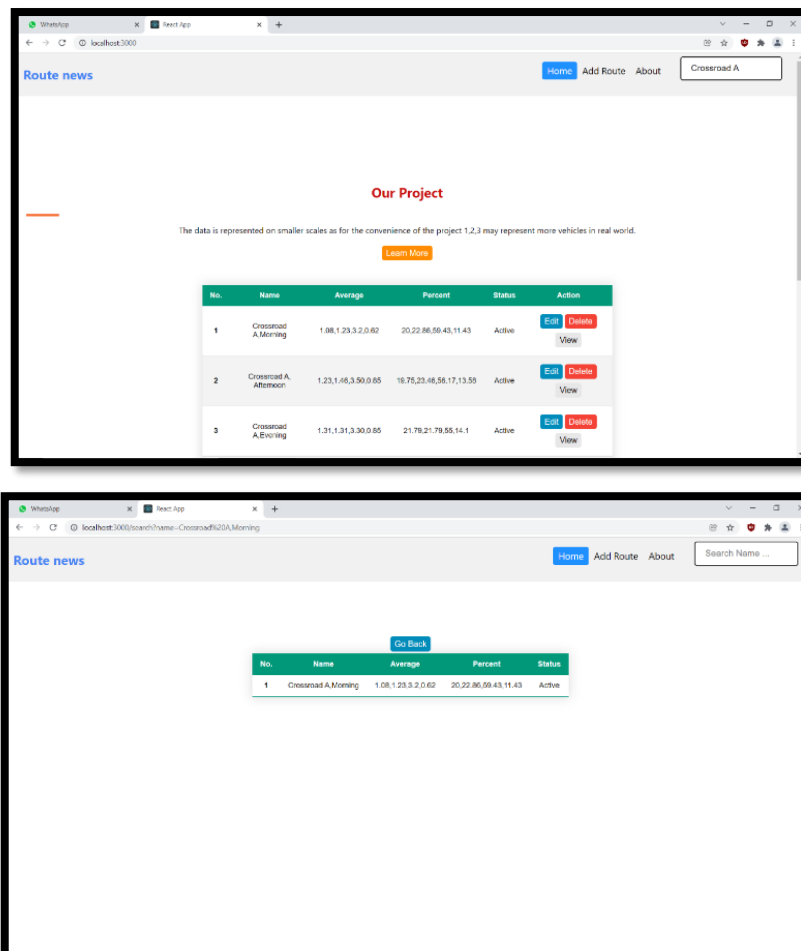 WhatsApp
React App
localhost:3000
Route news
Home
Add Route
About
Crossroad A
Our Project
The data is represented on smaller scales as for the convenience of the project 1,2,3 may represent more vehicles in real world.
Learn More
No. Name Average Percent Status Action
1 Crossroad A,Morning 1.08,1.23,3.2,0.62 20,22.86,59.43,11.43 Active Edit Delete View
2 Crossroad A, Afternoon 1.23,1.46,3.50,0.85 19.75,23.46,56.17,13.58 Active Edit Delete View
3 Crossroad A,Evening 1.31,1.31,3.30,0.85 21.79,21.79,55,14.1 Active Edit Delete View
WhatsApp
React App
localhost:3000/search?name=Crossroad%20A,Morning
Route news
Home
Add Route
About
Search Name ...
Go Back
No. Name Average Percent Status
1 Crossroad A,Morning 1.08,1.23,3.2,0.62 20,22.86,59.43,11.43 Active